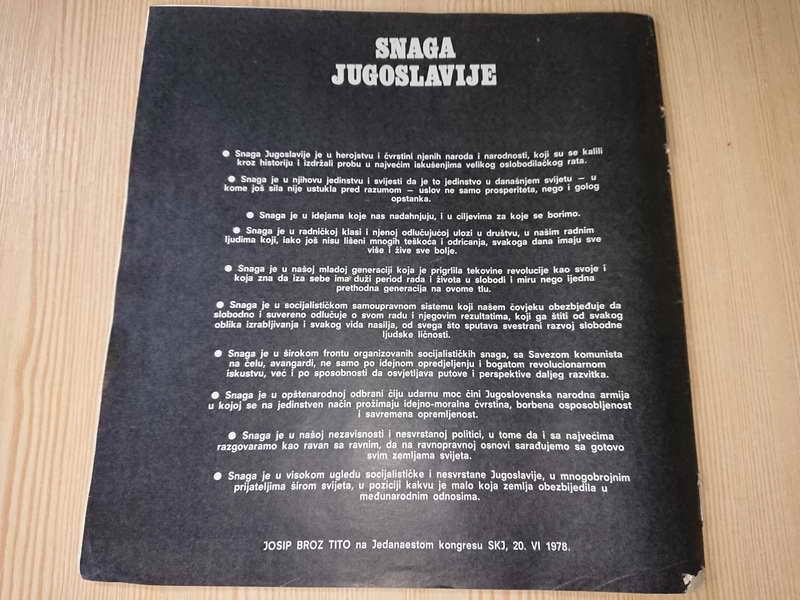 SNAGA
JUGOSLAVIJE
● Snaga Jugoslavije je u herojstvu i čvrstini njenih naroda i narodnosti, koji su se kalili
kroz historiju i izdržali probu u najvećim iskušenjima velikog oslobodilačkog rata.
● Snaga je u njihovu jedinstvu i svijesti da je to jedinstvo u današnjem svijetu — u
kome još sila nije ustukla pred razumom — uslov ne samo prosperiteta, nego i golog
opstanka.
● Snaga je u idejama koje nas nadahnjuju, i u ciljevima za koje se borimo.
● Snaga je u radničkoj klasi i njenoj odlučujućoj ulozi u društvu, u našim radnim
ljudima koji, iako još nisu lišeni mnogih teškoća i odricanja, svakoga dana imaju sve
više i žive sve bolje.
● Snaga je u našoj mladoj generaciji koja je prigrlila tekovine revolucije kao svoje i
koja zna da iza sebe ima duži period rada i života u slobodi i miru nego ijedna
prethodna generacija na ovome tlu.
● Snaga je u socijalističkom samoupravnom sistemu koji našem čovjeku obezbjeđuje da
slobodno i suvereno odlučuje o svom radu i njegovim rezultatima, koji ga štiti od svakog
oblika izrabljivanja i svakog vida nasilja, od svega što sputava svestrani razvoj slobodne
ljudske ličnosti.
● Snaga je u širokom frontu organizovanih socijalističkih snaga, sa Savezom komunista
na čelu, avangardi, ne samo po idejnom opredjeljenju i bogatom revolucionarnom
iskustvu, već i po sposobnosti da osvjetljava putove i perspektive daljeg razvitka.
● Snaga je u opštenarodnoj odbrani čiju udarnu moć čini Jugoslovenska narodna armija
u kojoj se na jedinstven način prožimaju idejno-moralna čvrstina, borbena osposobljenost
i savremena opremljenost.
● Snaga je u našoj nezavisnosti i nesvrstanoj politici, u tome da i sa najvećima
razgovaramo kao ravan sa ravnim, da na ravnopravnoj osnovi sarađujemo sa gotovo
svim zemljama svijeta.
● Snaga je u visokom ugledu socijalističke i nesvrstane Jugoslavije, u mnogobrojnim
prijateljima širom svijeta, u poziciji kakvu je malo koja zemlja obezbijedila u
međunarodnim odnosima.
JOSIP BROZ TITO na Jedanaestom kongresu SKJ, 20. VI 1978.